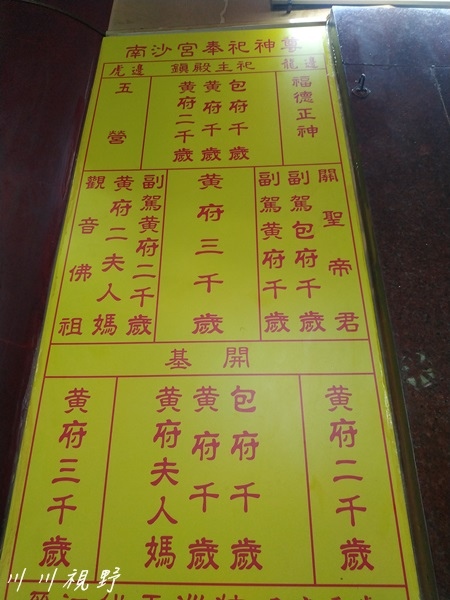 南沙宮奉祀神尊
龍邊
鎮殿主祀
虎邊
福德正神
包府千歲
黃府千歲
黃府二千歲
五營
關聖帝君
副駕包府千歲
副駕黃府千歲
黃府三千歲
副駕黃府二千歲
黃府二夫人媽
觀音佛祖
開基
黃府二千歲
包府千歲
黃府千歲
黃府夫人媽
黃府三千歲
川川視野